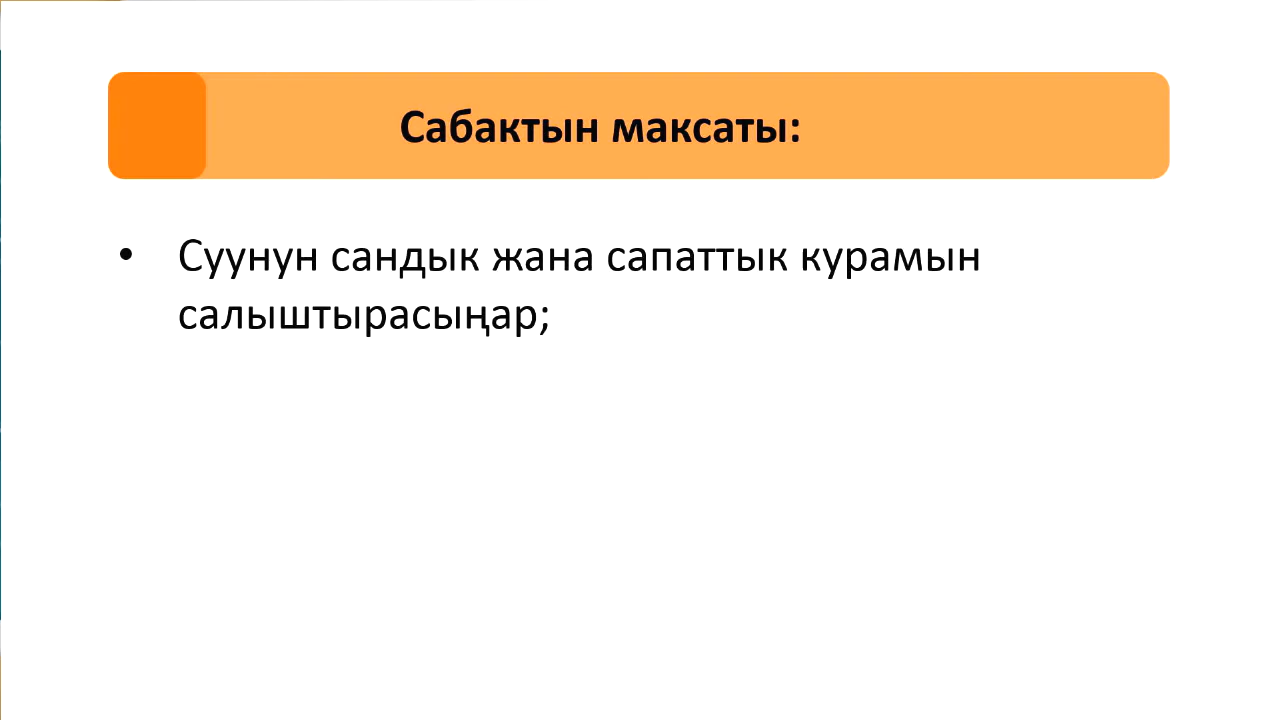 Сабактын максаты:
• Суунун сандык жана сапаттык курамын
салыштырасыңар;